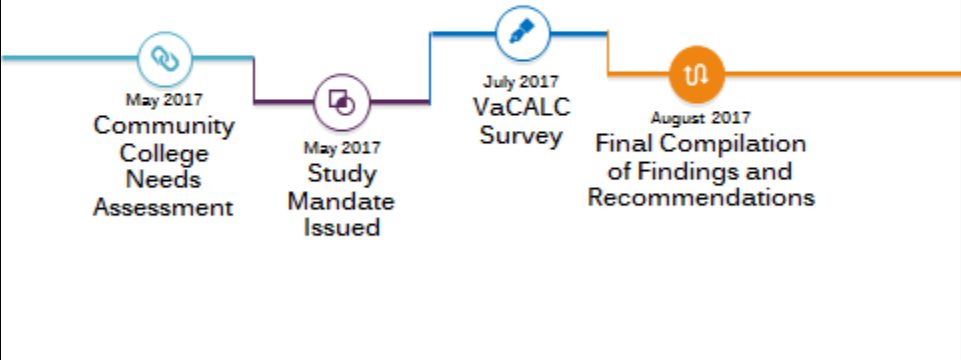 May 2017
Community
College
Needs
Assessment
May 2017
Study
Mandate
Issued
July 2017
VaCALC
Survey
August 2017
Final Compilation
of Findings and
Recommendations